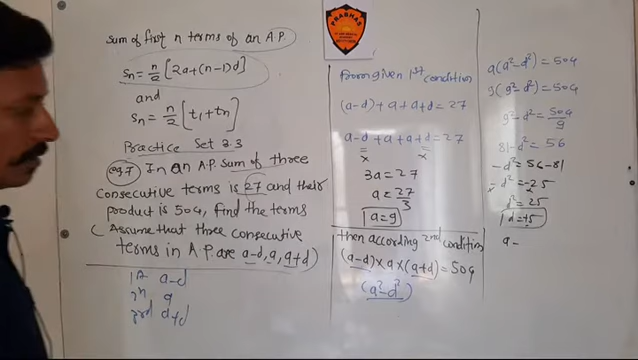 sum of first n terms of an A.P.
Sn = n/2 [2a+(n-1)d]
and
Sn = n/2 [t1+tn]
Practice Set 3.3
Q.7 In an A.P. sum of three
consecutive terms is 27 and their
product is 504, find the terms
(Assume that three consecutive
terms in A.P. are a-d, a, a+d)
a-d
a
3rd d+d
PRABHAS
From given 1st condition
(a-d)+a+a+d = 27
a-d+a+a+d = 27
x x
3a = 27
a = 27/3
a = 9
then according 2nd condition
(a-d)×a×(a+d) = 504
(a²-d²)
a(a²-d²) = 504
9(9²-d²) = 504
9²-d² = 504/9
81-d² = 56
-d² = 56-81
-d² = -25
d² = 25
d = ±5
a -